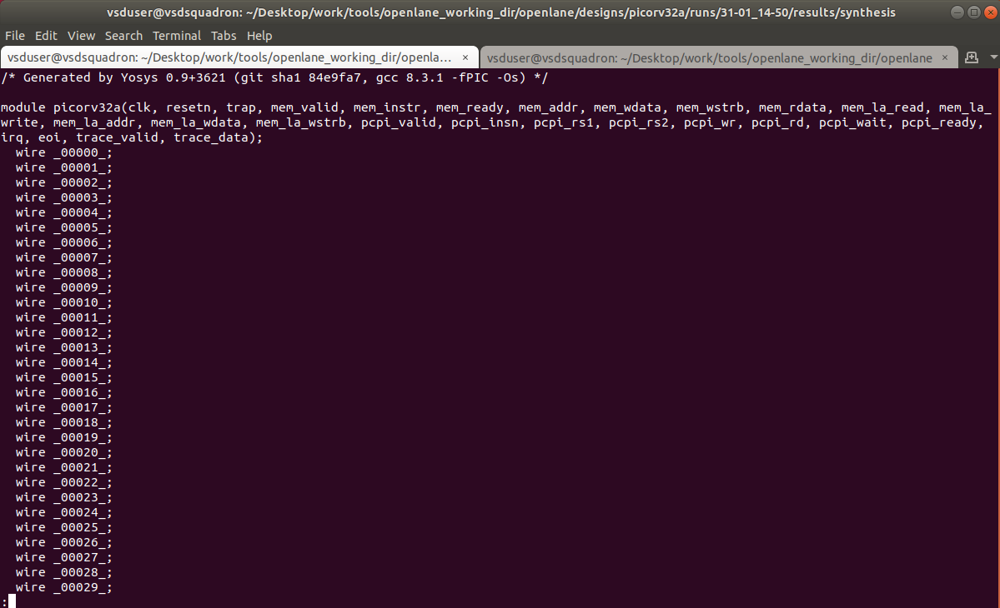 vsduser@vsdsquadron: ~/Desktop/work/tools/openlane_working_dir/openlane/designs/picorv32a/runs/31-01_14-50/results/synthesis
File Edit View Search Terminal Tabs Help
vsduser@vsdsquadron: ~/Desktop/work/tools/openlane_working_dir/openla... × vsduser@vsdsquadron: ~/Desktop/work/tools/openlane_working_dir/openlane ×
/* Generated by Yosys 0.9+3621 (git sha1 84e9fa7, gcc 8.3.1 -fPIC -Os) */
module picorv32a(clk, resetn, trap, mem_valid, mem_instr, mem_ready, mem_addr, mem_wdata, mem_wstrb, mem_rdata, mem_la_read, mem_la_
write, mem_la_addr, mem_la_wdata, mem_la_wstrb, pcpi_valid, pcpi_insn, pcpi_rs1, pcpi_rs2, pcpi_wr, pcpi_rd, pcpi_wait, pcpi_ready,
irq, eoi, trace_valid, trace_data);
  wire _00000_;
  wire _00001_;
  wire _00002_;
  wire _00003_;
  wire _00004_;
  wire _00005_;
  wire _00006_;
  wire _00007_;
  wire _00008_;
  wire _00009_;
  wire _00010_;
  wire _00011_;
  wire _00012_;
  wire _00013_;
  wire _00014_;
  wire _00015_;
  wire _00016_;
  wire _00017_;
  wire _00018_;
  wire _00019_;
  wire _00020_;
  wire _00021_;
  wire _00022_;
  wire _00023_;
  wire _00024_;
  wire _00025_;
  wire _00026_;
  wire _00027_;
  wire _00028_;
  wire _00029_;
: